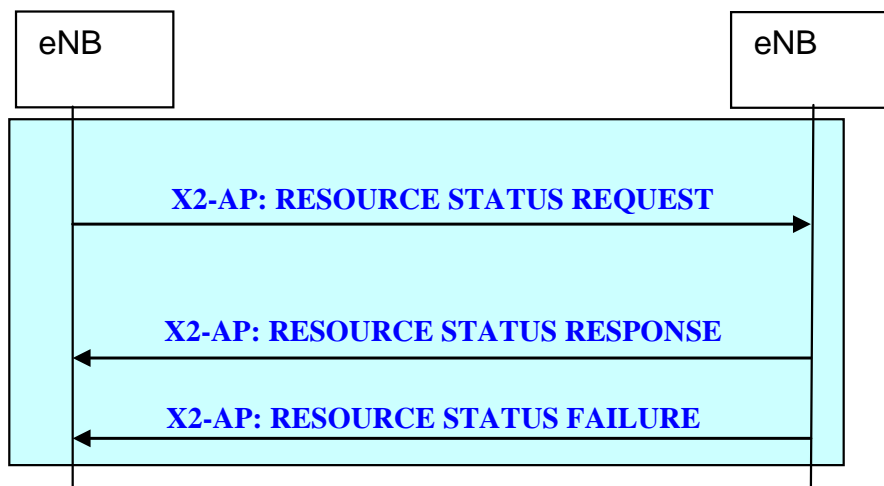 eNB
eNB
X2-AP: RESOURCE STATUS REQUEST
X2-AP: RESOURCE STATUS RESPONSE
X2-AP: RESOURCE STATUS FAILURE